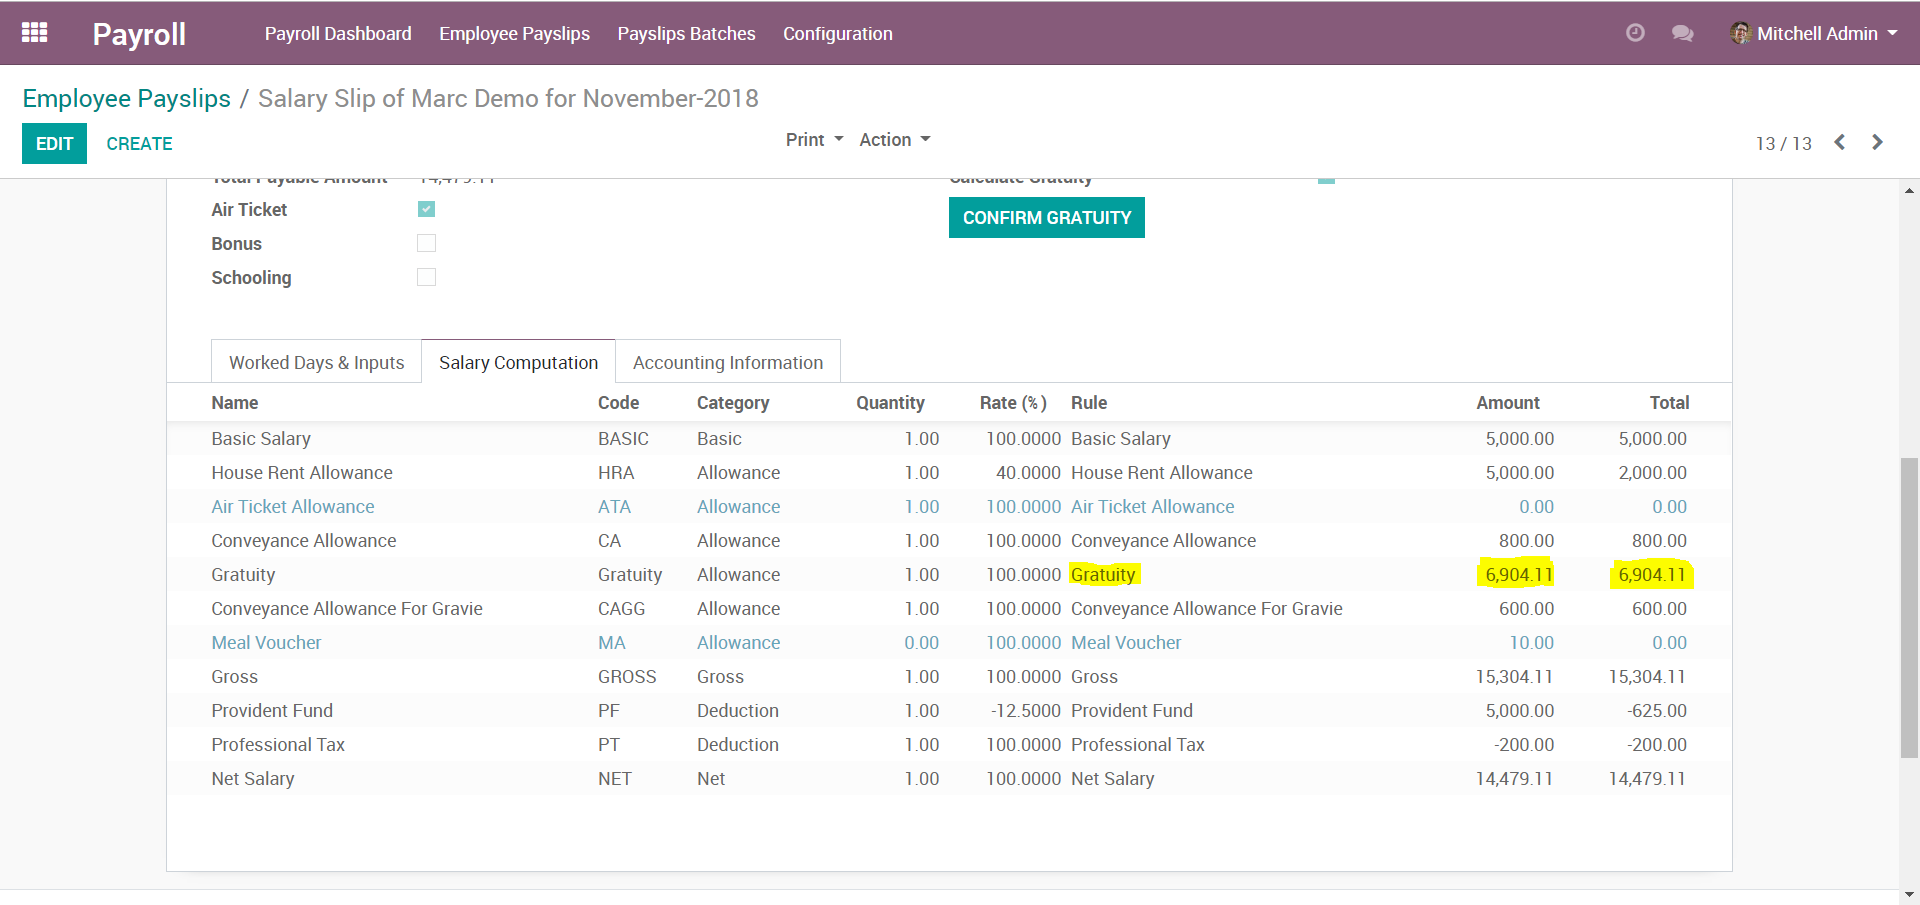 Payroll Payroll Dashboard Employee Payslips Payslips Batches Configuration Mitchell Admin
Employee Payslips / Salary Slip of Marc Demo for November-2018
EDIT CREATE Print Action 13 / 13
Total Payable Amount 14,479.11 Calculate Gratuity
Air Ticket CONFIRM GRATUITY
Bonus
Schooling
Worked Days & Inputs Salary Computation Accounting Information
Name Code Category Quantity Rate (%) Rule Amount Total
Basic Salary BASIC Basic 1.00 100.0000 Basic Salary 5,000.00 5,000.00
House Rent Allowance HRA Allowance 1.00 40.0000 House Rent Allowance 5,000.00 2,000.00
Air Ticket Allowance ATA Allowance 1.00 100.0000 Air Ticket Allowance 0.00 0.00
Conveyance Allowance CA Allowance 1.00 100.0000 Conveyance Allowance 800.00 800.00
Gratuity Gratuity Allowance 1.00 100.0000 Gratuity 6,904.11 6,904.11
Conveyance Allowance For Gravie CAGG Allowance 1.00 100.0000 Conveyance Allowance For Gravie 600.00 600.00
Meal Voucher MA Allowance 0.00 100.0000 Meal Voucher 10.00 0.00
Gross GROSS Gross 1.00 100.0000 Gross 15,304.11 15,304.11
Provident Fund PF Deduction 1.00 -12.5000 Provident Fund 5,000.00 -625.00
Professional Tax PT Deduction 1.00 100.0000 Professional Tax -200.00 -200.00
Net Salary NET Net 1.00 100.0000 Net Salary 14,479.11 14,479.11